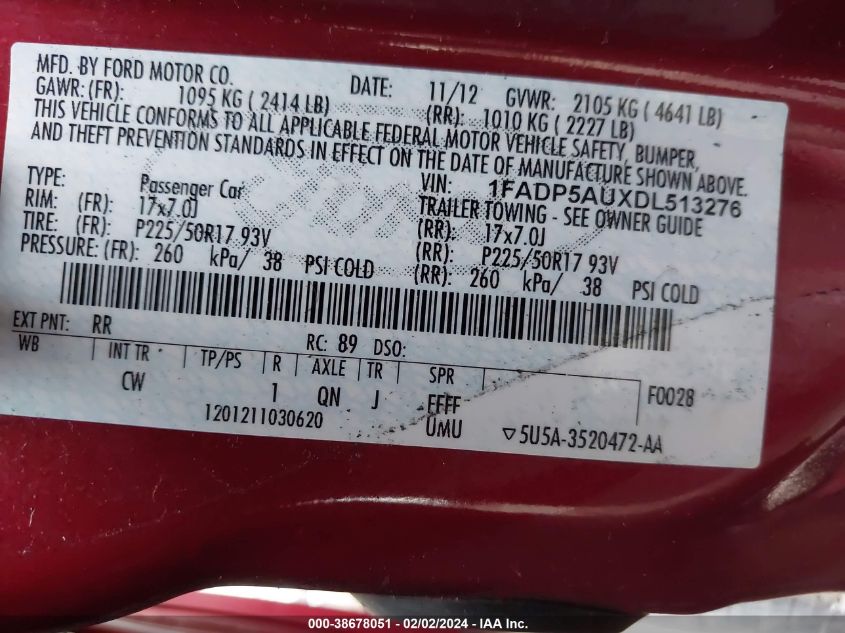 MFD. BY FORD MOTOR CO. DATE: 11/12 GVWR: 2105 KG ( 4641 LB)
GAWR:(FR): 1095 KG ( 2414 LB) (RR): 1010 KG ( 2227 LB)
THIS VEHICLE CONFORMS TO ALL APPLICABLE FEDERAL MOTOR VEHICLE SAFETY, BUMPER,
AND THEFT PREVENTION STANDARDS IN EFFECT ON THE DATE OF MANUFACTURE SHOWN ABOVE.
VIN: 1FADP5AUXDL513276
TYPE: Passenger Car TRAILER TOWING - SEE OWNER GUIDE
RIM: (FR): 17x7.0J (RR): 17x7.0J
TIRE: (FR): P225/50R17 93V (RR): P225/50R17 93V
PRESSURE: (FR): 260 kPa/ 38 PSI COLD (RR): 260 kPa/ 38 PSI COLD
EXT PNT: RR RC: 89 DSO:
WB INT TR TP/PS R AXLE TR SPR F0028
CW 1 QN J FFFF
1201211030620 UMU ▽5U5A-3520472-AA
000-38678051 - 02/02/2024 - IAA Inc.